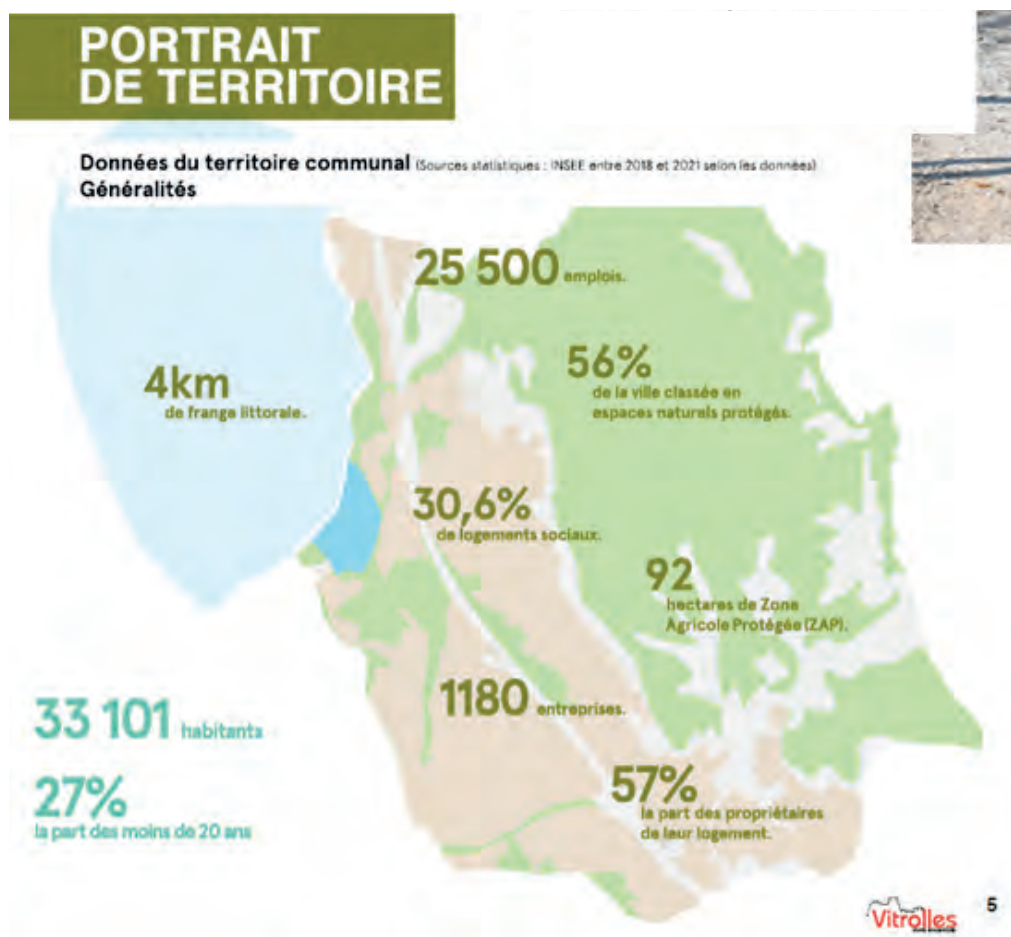 PORTRAIT
DE TERRITOIRE
Données du territoire communal (Sources statistiques : INSEE entre 2018 et 2021 selon les données)
Généralités
25 500 emplois.
56%
de la ville classée en
espaces naturels protégés.
4km
de frange littorale.
30,6%
de logements sociaux.
92
hectares de Zone
Agricole Protégée (ZAP).
1180 entreprises.
33 101 habitants
27%
la part des moins de 20 ans
57%
la part des propriétaires
de leur logement.
Vitrolles
5